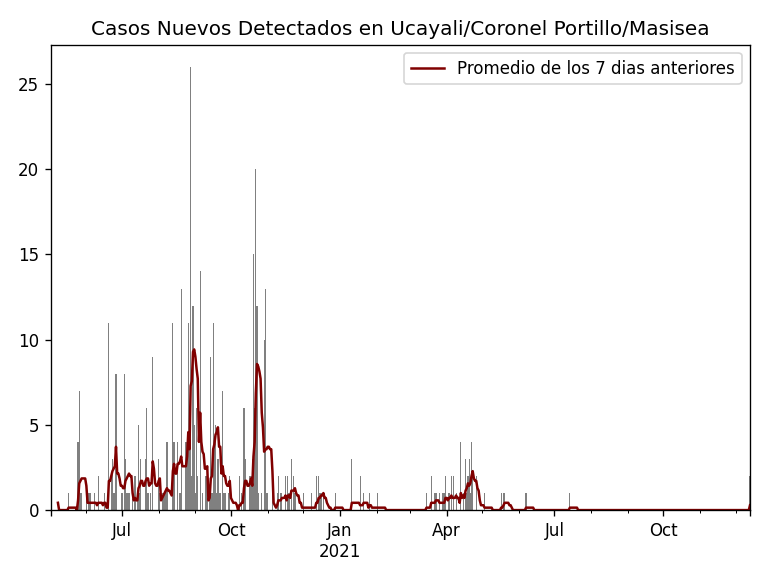 Casos Nuevos Detectados en Ucayali/Coronel Portillo/Masisea
Promedio de los 7 dias anteriores
25
20
15
10
5
0
Jul Oct Jan Apr Jul Oct
2021